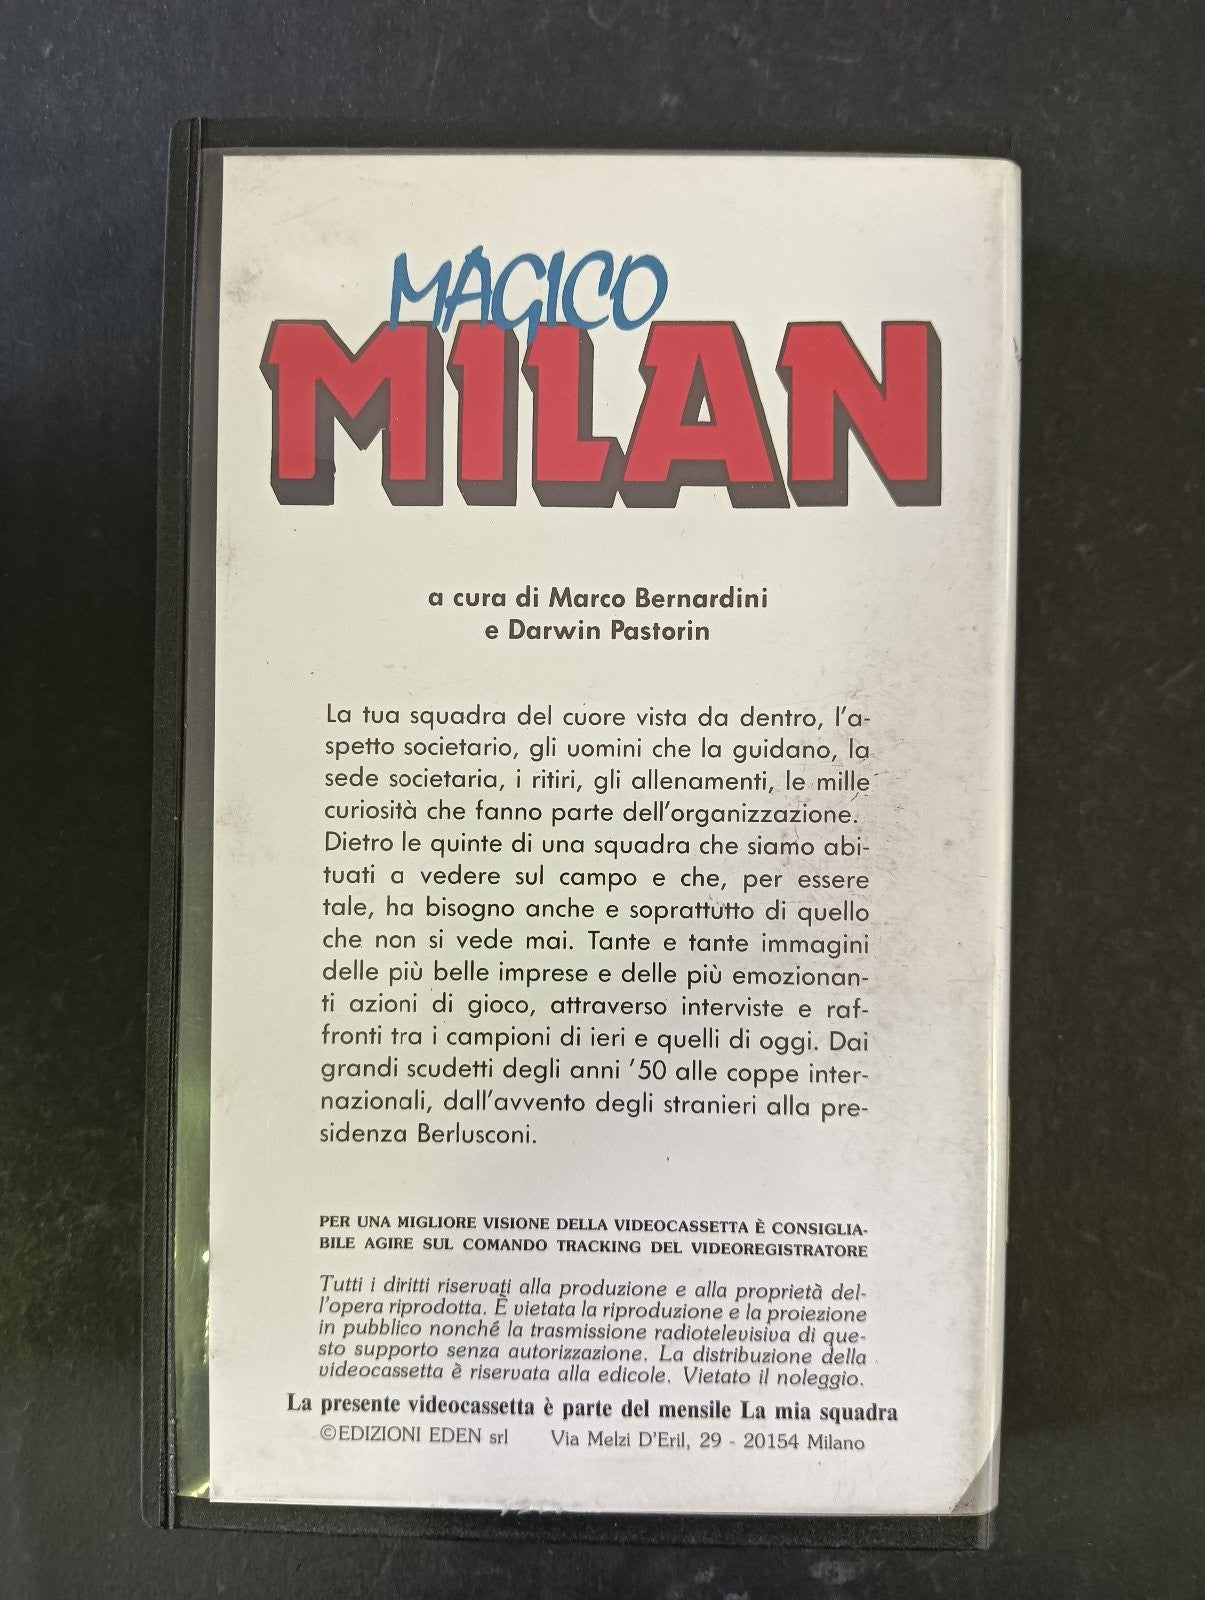 MAGICO
MILAN
a cura di Marco Bernardini
e Darwin Pastorin
La tua squadra del cuore vista da dentro, l'a-
spetto societario, gli uomini che la guidano, la
sede societaria, i ritiri, gli allenamenti, le mille
curiosità che fanno parte dell'organizzazione.
Dietro le quinte di una squadra che siamo abi-
tuati a vedere sul campo e che, per essere
tale, ha bisogno anche e soprattutto di quello
che non si vede mai. Tante e tante immagini
delle più belle imprese e delle più emozionan-
ti azioni di gioco, attraverso interviste e raf-
fronti tra i campioni di ieri e quelli di oggi. Dai
grandi scudetti degli anni '50 alle coppe inter-
nazionali, dall'avvento degli stranieri alla pre-
sidenza Berlusconi.
PER UNA MIGLIORE VISIONE DELLA VIDEOCASSETTA È CONSIGLIA-
BILE AGIRE SUL COMANDO TRACKING DEL VIDEOREGISTRATORE
Tutti i diritti riservati alla produzione e alla proprietà del-
l'opera riprodotta. È vietata la riproduzione e la proiezione
in pubblico nonché la trasmissione radiotelevisiva di que-
sto supporto senza autorizzazione. La distribuzione della
videocassetta è riservata alla edicole. Vietato il noleggio.
La presente videocassetta è parte del mensile La mia squadra
©EDIZIONI EDEN srl Via Melzi D'Eril, 29 - 20154 Milano